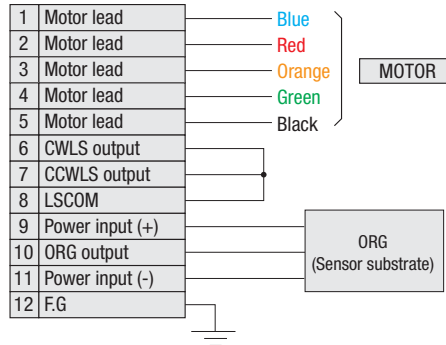 1 Motor lead Blue
2 Motor lead Red
3 Motor lead Orange
4 Motor lead Green
5 Motor lead Black
MOTOR
6 CWLS output
7 CCWLS output
8 LSCOM
9 Power input (+)
10 ORG output
11 Power input (-)
12 F.G
ORG
(Sensor substrate)